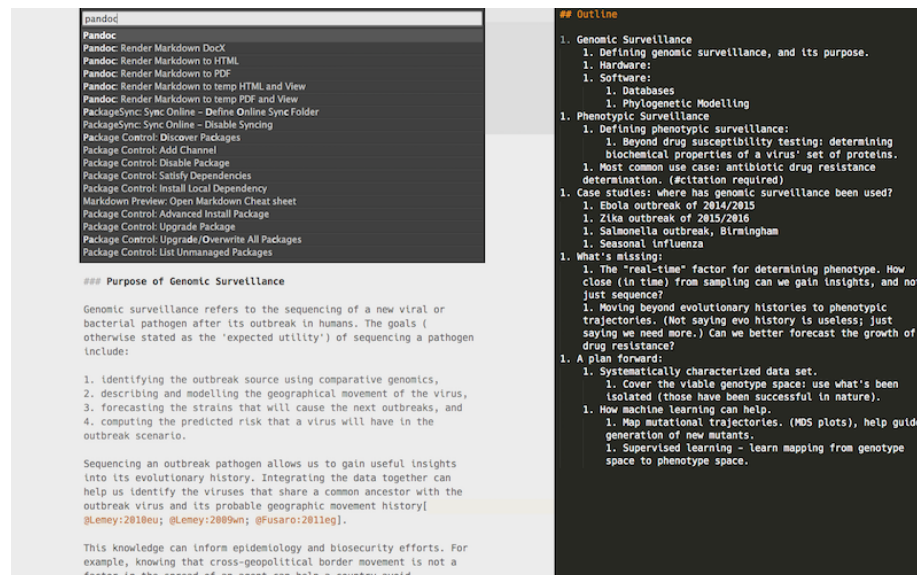 pandoc
Pandoc
Pandoc: Render Markdown DocX
Pandoc: Render Markdown to HTML
Pandoc: Render Markdown to PDF
Pandoc: Render Markdown to temp HTML and View
Pandoc: Render Markdown to temp PDF and View
PackageSync: Sync Online – Define Online Sync Folder
PackageSync: Sync Online – Disable Syncing
Package Control: Discover Packages
Package Control: Add Channel
Package Control: Disable Package
Package Control: Satisfy Dependencies
Package Control: Install Local Dependency
Markdown Preview: Open Markdown Cheat sheet
Package Control: Advanced Install Package
Package Control: Upgrade Package
Package Control: Upgrade/Overwrite All Packages
Package Control: List Unmanaged Packages
### Purpose of Genomic Surveillance
Genomic surveillance refers to the sequencing of a new viral or
bacterial pathogen after its outbreak in humans. The goals (
otherwise stated as the 'expected utility') of sequencing a pathogen
include:
1. identifying the outbreak source using comparative genomics,
2. describing and modelling the geographical movement of the virus,
3. forecasting the strains that will cause the next outbreaks, and
4. computing the predicted risk that a virus will have in the
outbreak scenario.
Sequencing an outbreak pathogen allows us to gain useful insights
into its evolutionary history. Integrating the data together can
help us identify the viruses that share a common ancestor with the
outbreak virus and its probable geographic movement history[
@Lemey:2010eu; @Lemey:2009wn; @Fusaro:2011eg].
This knowledge can inform epidemiology and biosecurity efforts. For
example, knowing that cross-geopolitical border movement is not a
factor in the spread of an agent can help a country avoid
## Outline
1. Genomic Surveillance
1. Defining genomic surveillance, and its purpose.
1. Hardware:
1. Software:
1. Databases
1. Phylogenetic Modelling
1. Phenotypic Surveillance
1. Defining phenotypic surveillance:
1. Beyond drug susceptibility testing: determining
biochemical properties of a virus' set of proteins.
1. Most common use case: antibiotic drug resistance
determination. (#citation required)
1. Case studies: where has genomic surveillance been used?
1. Ebola outbreak of 2014/2015
1. Zika outbreak of 2015/2016
1. Salmonella outbreak, Birmingham
1. Seasonal influenza
1. What's missing:
1. The "real-time" factor for determining phenotype. How
close (in time) from sampling can we gain insights, and not
just sequence?
1. Moving beyond evolutionary histories to phenotypic
trajectories. (Not saying evo history is useless; just
saying we need more.) Can we better forecast the growth of
drug resistance?
1. A plan forward:
1. Systematically characterized data set.
1. Cover the viable genotype space: use what's been
isolated (those have been successful in nature).
1. How machine learning can help.
1. Map mutational trajectories. (MDS plots), help guide
generation of new mutants.
1. Supervised learning - learn mapping from genotype
space to phenotype space.